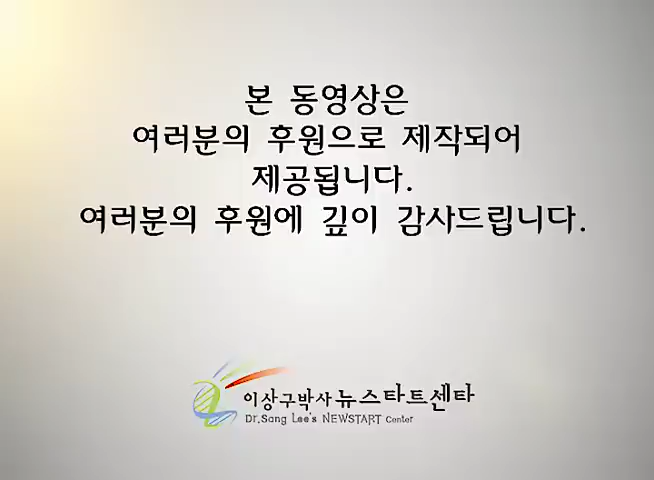 본 동영상은
여러분의 후원으로 제작되어
제공됩니다.
여러분의 후원에 깊이 감사드립니다.
이상구박사 뉴스타트센타
Dr.Sang Lee's NEWSTART Center